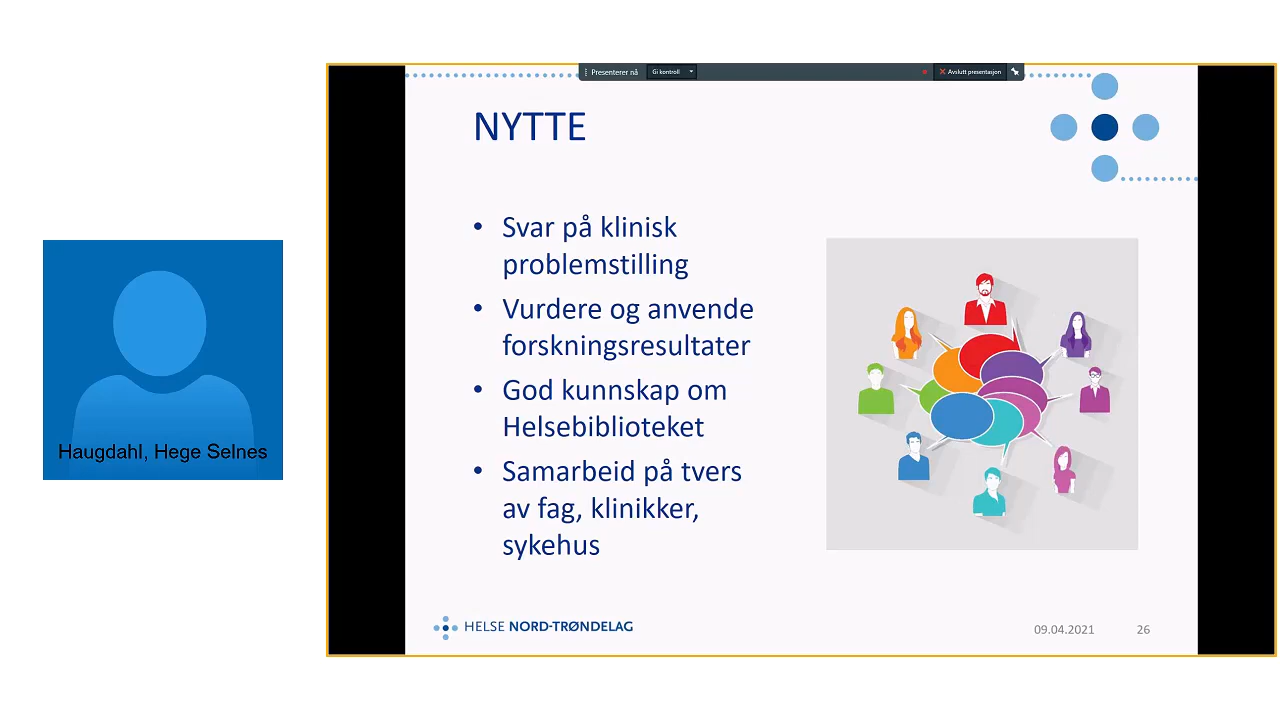 Presenterer nå
Gi kontroll
Avslutt presentasjon
NYTTE
• Svar på klinisk
problemstilling
• Vurdere og anvende
forskningsresultater
• God kunnskap om
Helsebiblioteket
• Samarbeid på tvers
av fag, klinikker,
sykehus
Haugdahl, Hege Selnes
HELSE NORD-TRØNDELAG
09.04.2021
26